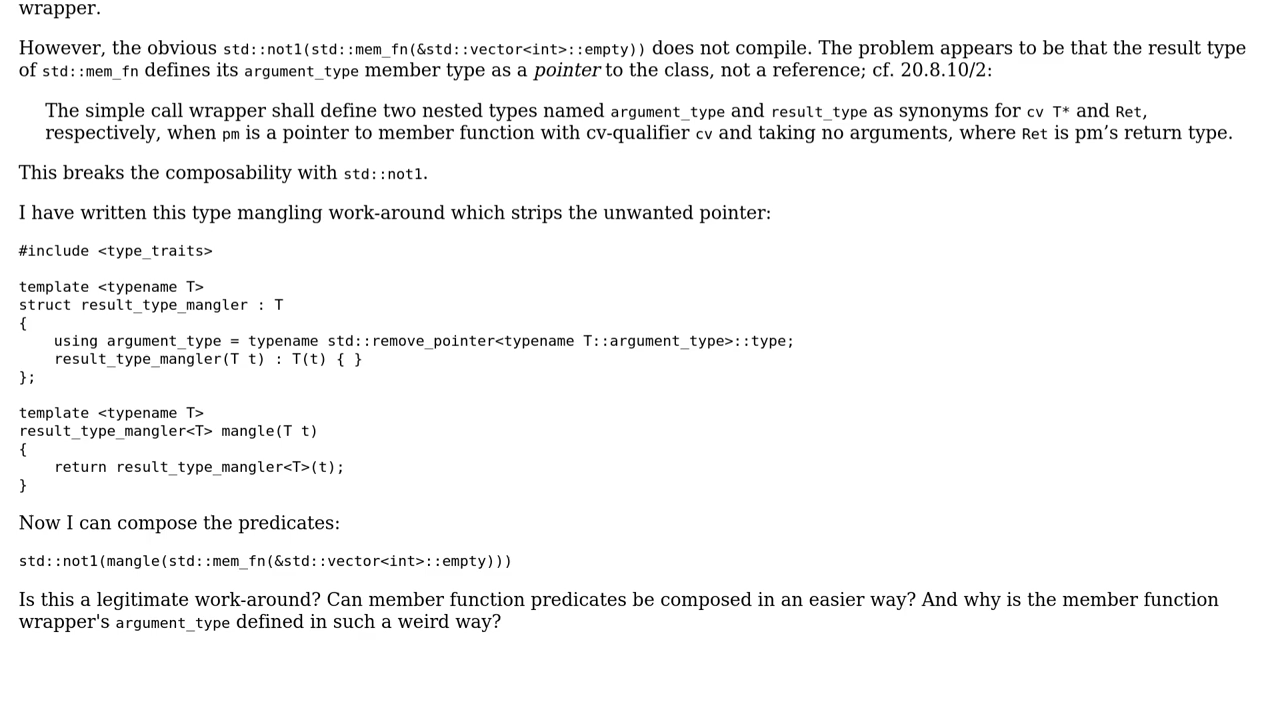 wrapper.
However, the obvious std::not1(std::mem_fn(&std::vector<int>::empty)) does not compile. The problem appears to be that the result type
of std::mem_fn defines its argument_type member type as a pointer to the class, not a reference; cf. 20.8.10/2:
The simple call wrapper shall define two nested types named argument_type and result_type as synonyms for cv T* and Ret,
respectively, when pm is a pointer to member function with cv-qualifier cv and taking no arguments, where Ret is pm’s return type.
This breaks the composability with std::not1.
I have written this type mangling work-around which strips the unwanted pointer:
#include <type_traits>
template <typename T>
struct result_type_mangler : T
{
    using argument_type = typename std::remove_pointer<typename T::argument_type>::type;
    result_type_mangler(T t) : T(t) { }
};
template <typename T>
result_type_mangler<T> mangle(T t)
{
    return result_type_mangler<T>(t);
}
Now I can compose the predicates:
std::not1(mangle(std::mem_fn(&std::vector<int>::empty)))
Is this a legitimate work-around? Can member function predicates be composed in an easier way? And why is the member function
wrapper's argument_type defined in such a weird way?